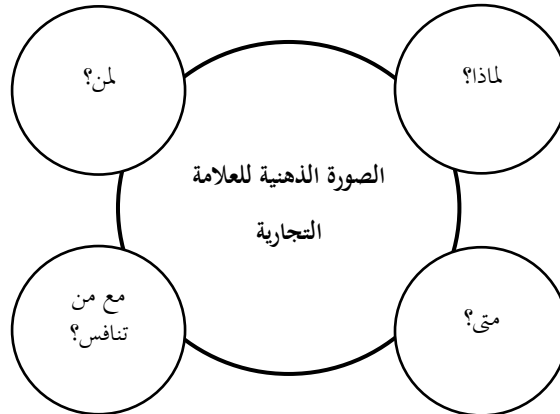 لماذا؟
لمن؟
الصورة الذهنية للعلامة
التجارية
متى؟
مع من
تنافس؟